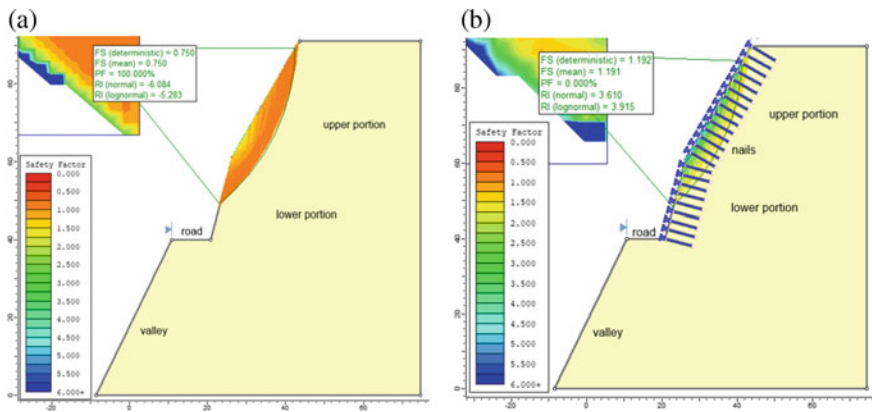 (a)
FS (deterministic) = 0.750
FS (mean) = 0.750
PF = 100.000%
RI (normal) = -6.084
RI (lognormal) = -5.283
upper portion
lower portion
road
valley
Safety Factor
0.000
0.500
1.000
1.500
2.000
2.500
3.000
3.500
4.000
4.500
5.000
5.500
6.000+
80
60
40
20
0
-20
0
20
40
60
(b)
FS (deterministic) = 1.192
FS (mean) = 1.191
PF = 0.000%
RI (normal) = 3.610
RI (lognormal) = 3.915
upper portion
nails
lower portion
road
valley
Safety Factor
0.000
0.500
1.000
1.500
2.000
2.500
3.000
3.500
4.000
4.500
5.000
5.500
6.000+
80
60
40
20
0
-20
0
20
40
60